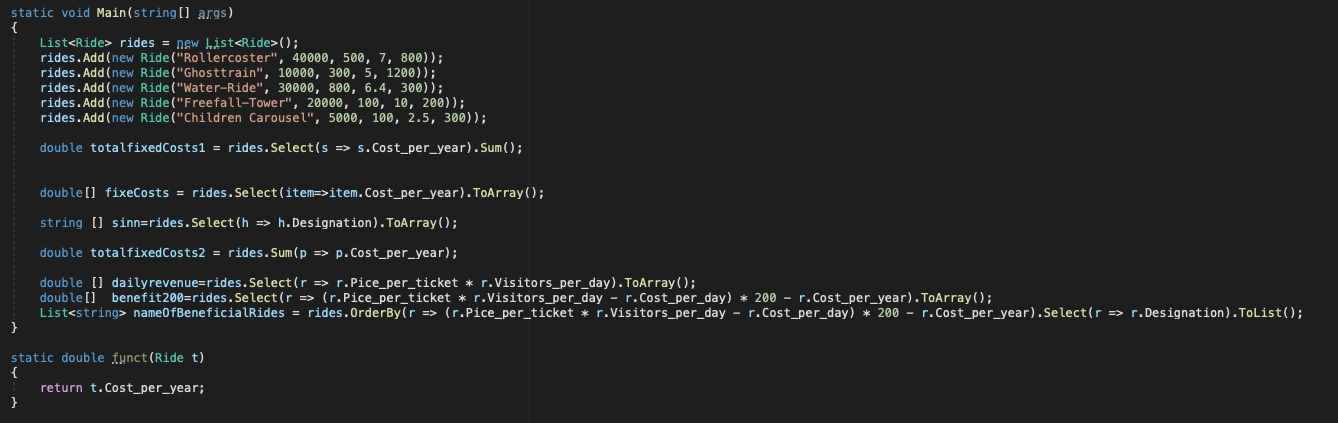 static void Main(string[] args)
{
    List<Ride> rides = new List<Ride>();
    rides.Add(new Ride("Rollercoster", 40000, 500, 7, 800));
    rides.Add(new Ride("Ghosttrain", 10000, 300, 5, 1200));
    rides.Add(new Ride("Water-Ride", 30000, 800, 6.4, 300));
    rides.Add(new Ride("Freefall-Tower", 20000, 100, 10, 200));
    rides.Add(new Ride("Children Carousel", 5000, 100, 2.5, 300));
    double totalfixedCosts1 = rides.Select(s => s.Cost_per_year).Sum();
    double[] fixeCosts = rides.Select(item=>item.Cost_per_year).ToArray();
    string [] sinn=rides.Select(h => h.Designation).ToArray();
    double totalfixedCosts2 = rides.Sum(p => p.Cost_per_year);
    double [] dailyrevenue=rides.Select(r => r.Pice_per_ticket * r.Visitors_per_day).ToArray();
    double[]  benefit200=rides.Select(r => (r.Pice_per_ticket * r.Visitors_per_day - r.Cost_per_day) * 200 - r.Cost_per_year).ToArray();
    List<string> nameOfBeneficialRides = rides.OrderBy(r => (r.Pice_per_ticket * r.Visitors_per_day - r.Cost_per_day) * 200 - r.Cost_per_year).Select(r => r.Designation).ToList();
}
static double funct(Ride t)
{
    return t.Cost_per_year;
}